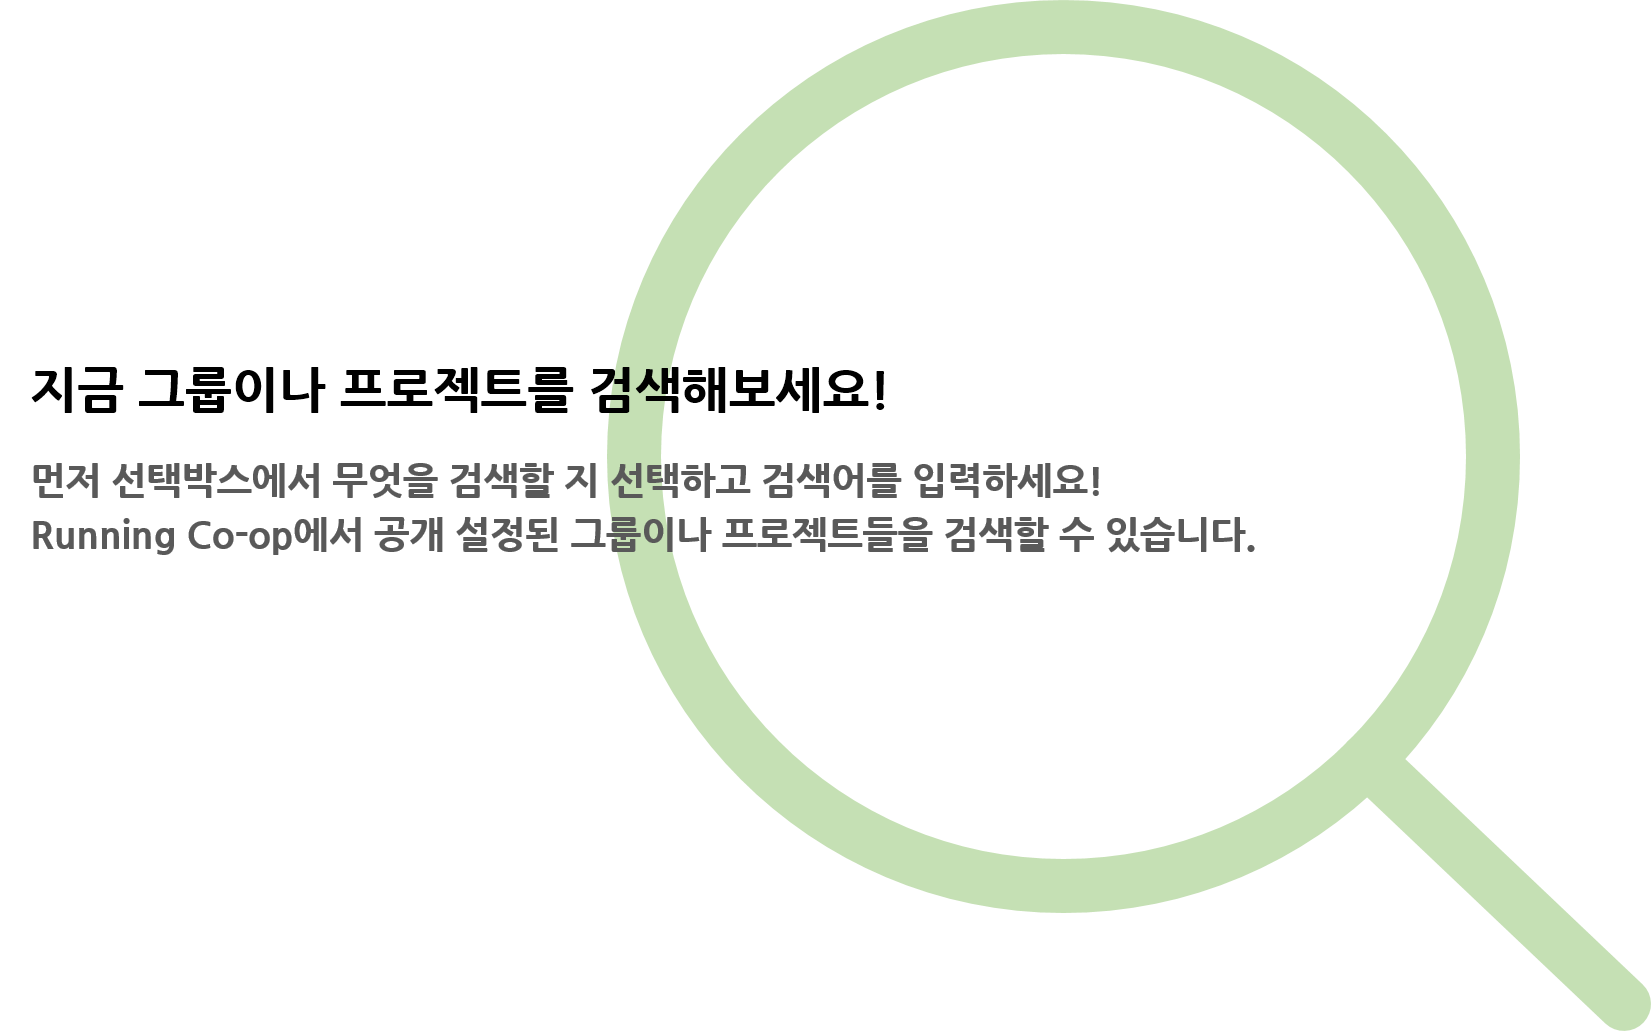 지금 그룹이나 프로젝트를 검색해보세요!
먼저 선택박스에서 무엇을 검색할 지 선택하고 검색어를 입력하세요!
Running Co-op에서 공개 설정된 그룹이나 프로젝트들을 검색할 수 있습니다.